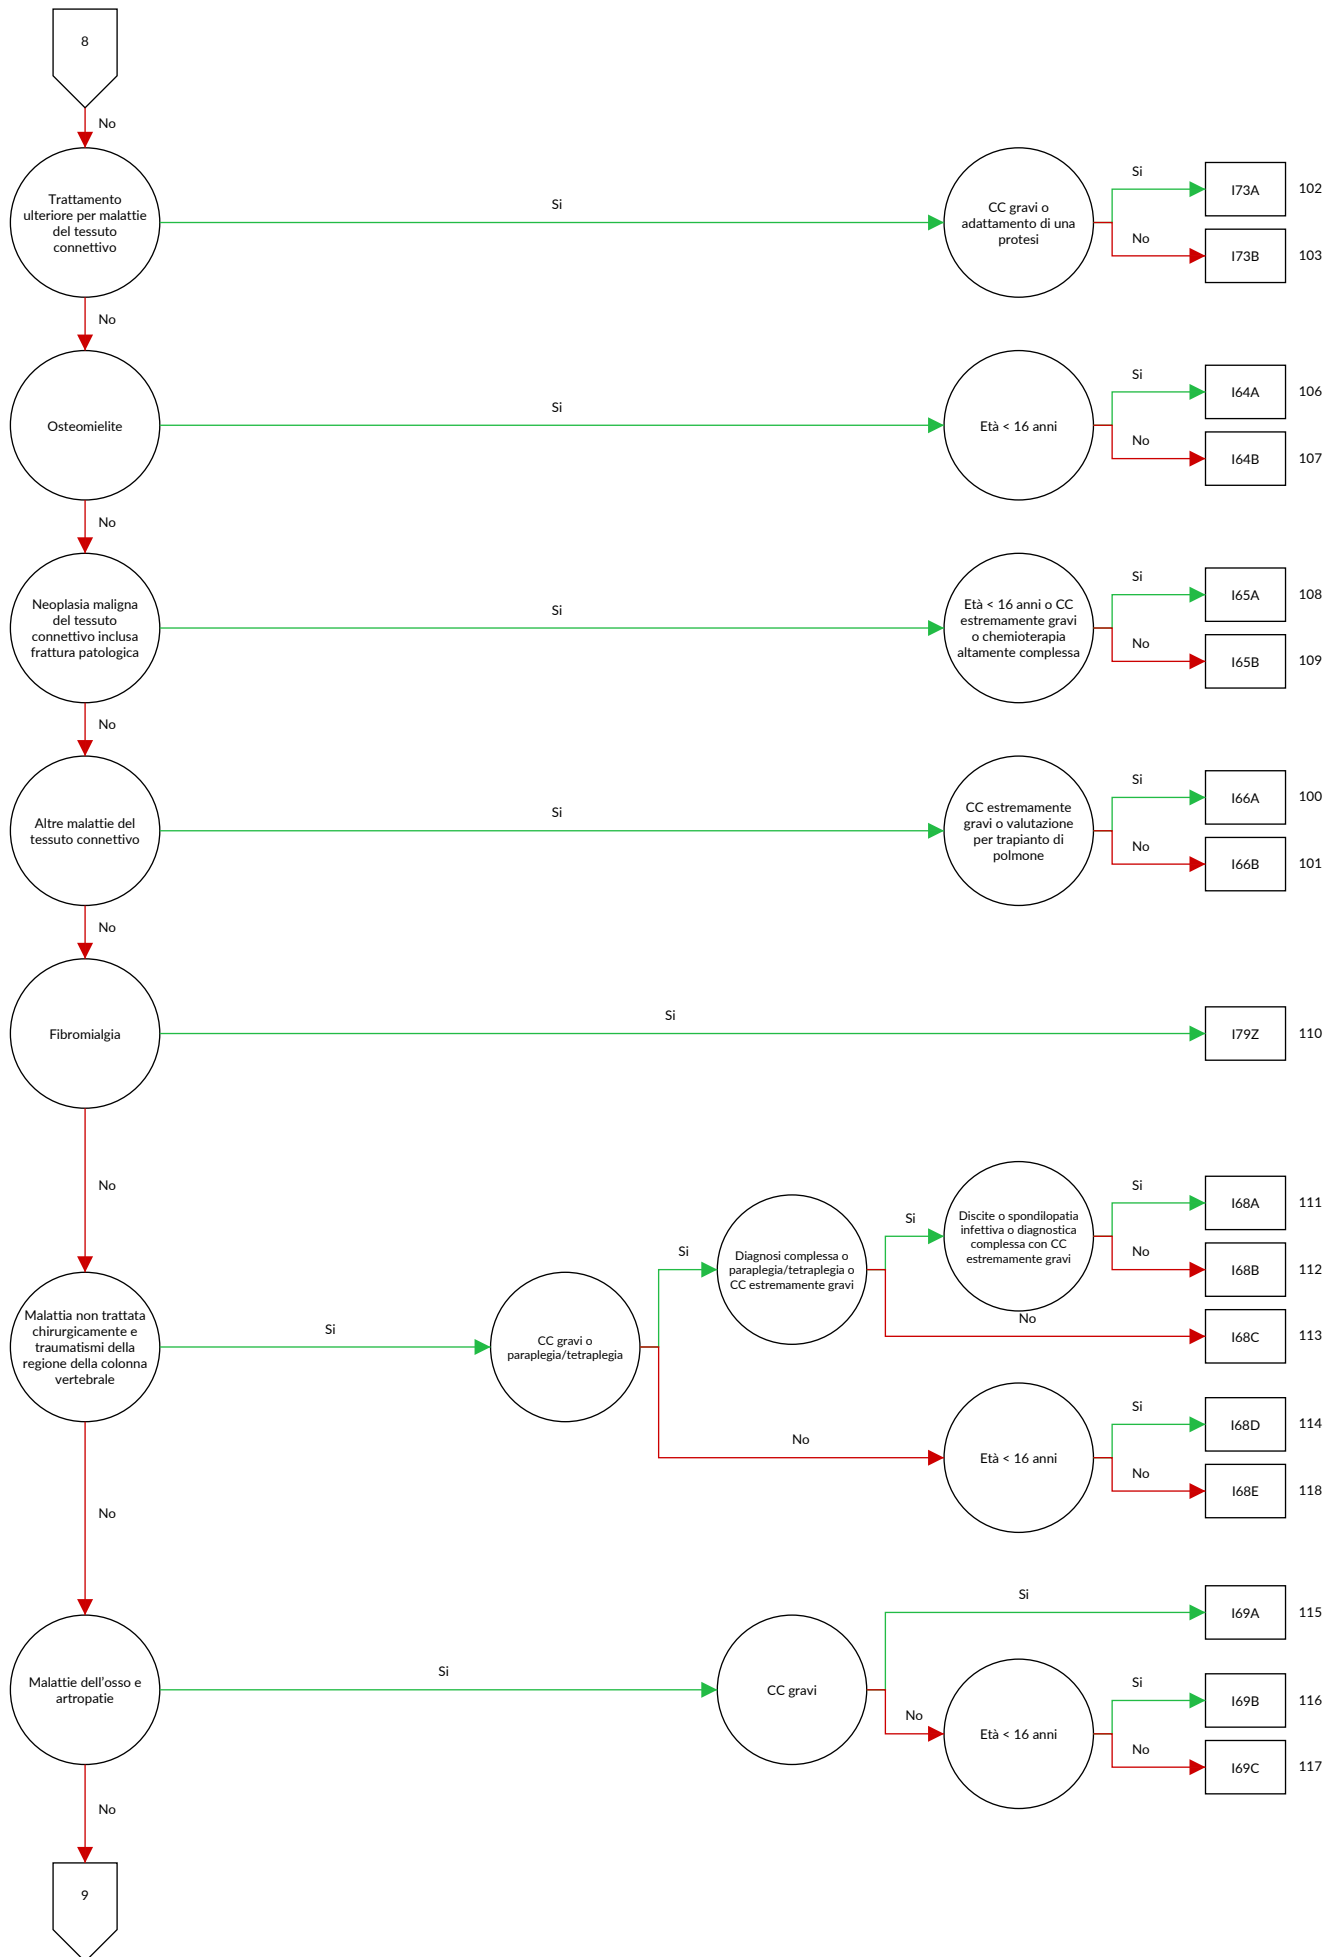 8
No
Trattamento
ulteriore per malattie
del tessuto
connettivo
Si
CC gravi o
adattamento di una
protesi
Si
I73A
102
No
I73B
103
No
Osteomielite
Si
Età < 16 anni
Si
I64A
106
No
I64B
107
No
Neoplasia maligna
del tessuto
connettivo inclusa
frattura patologica
Si
Età < 16 anni o CC
estremamente gravi
o chemioterapia
altamente complessa
Si
I65A
108
No
I65B
109
No
Altre malattie del
tessuto connettivo
Si
CC estremamente
gravi o valutazione
per trapianto di
polmone
Si
I66A
100
No
I66B
101
No
Fibromialgia
Si
I79Z
110
No
Malattia non trattata
chirurgicamente e
traumatismi della
regione della colonna
vertebrale
Si
CC gravi o
paraplegia/tetraplegia
Si
Diagnosi complessa o
paraplegia/tetraplegia o
CC estremamente gravi
Si
Discite o spondilopatia
infettiva o diagnostica
complessa con CC
estremamente gravi
Si
I68A
111
No
I68B
112
No
I68C
113
No
Età < 16 anni
Si
I68D
114
No
I68E
118
No
Malattie dell'osso e
artropatie
Si
CC gravi
Si
I69A
115
No
Età < 16 anni
Si
I69B
116
No
I69C
117
No
9